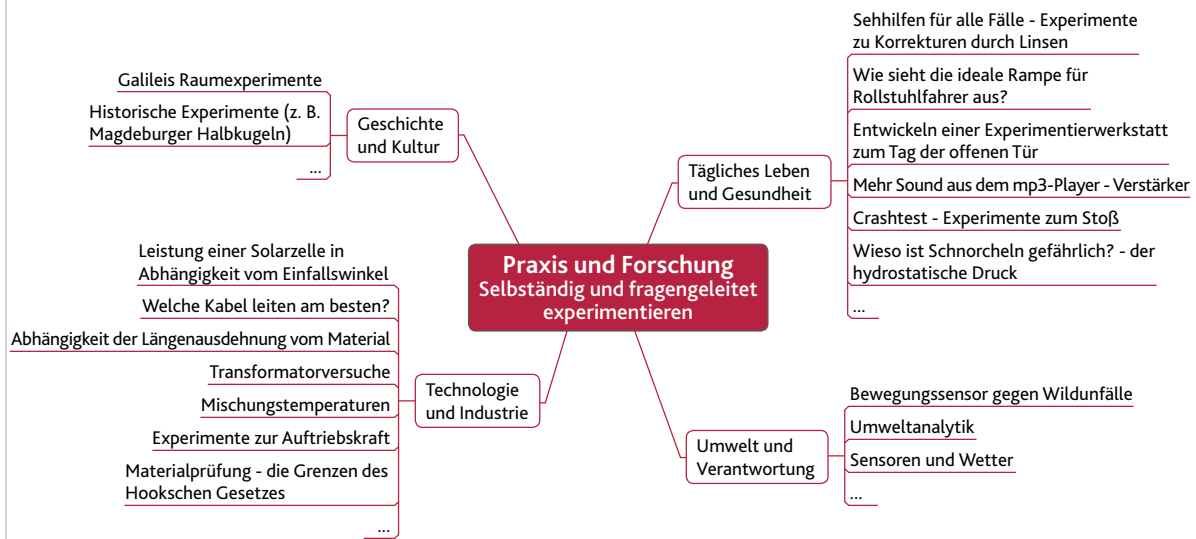 Praxis und Forschung
Selbständig und fragengeleitet
experimentieren
Geschichte
und Kultur
Galileis Raumexperimente
Historische Experimente (z. B.
Magdeburger Halbkugeln)
...
Tägliches Leben
und Gesundheit
Sehhilfen für alle Fälle - Experimente
zu Korrekturen durch Linsen
Wie sieht die ideale Rampe für
Rollstuhlfahrer aus?
Entwickeln einer Experimentierwerkstatt
zum Tag der offenen Tür
Mehr Sound aus dem mp3-Player - Verstärker
Crashtest - Experimente zum Stoß
Wieso ist Schnorcheln gefährlich? - der
hydrostatische Druck
...
Technologie
und Industrie
Leistung einer Solarzelle in
Abhängigkeit vom Einfallswinkel
Welche Kabel leiten am besten?
Abhängigkeit der Längenausdehnung vom Material
Transformatorversuche
Mischungstemperaturen
Experimente zur Auftriebskraft
Materialprüfung - die Grenzen des
Hookschen Gesetzes
...
Umwelt und
Verantwortung
Bewegungssensor gegen Wildunfälle
Umweltanalytik
Sensoren und Wetter
...